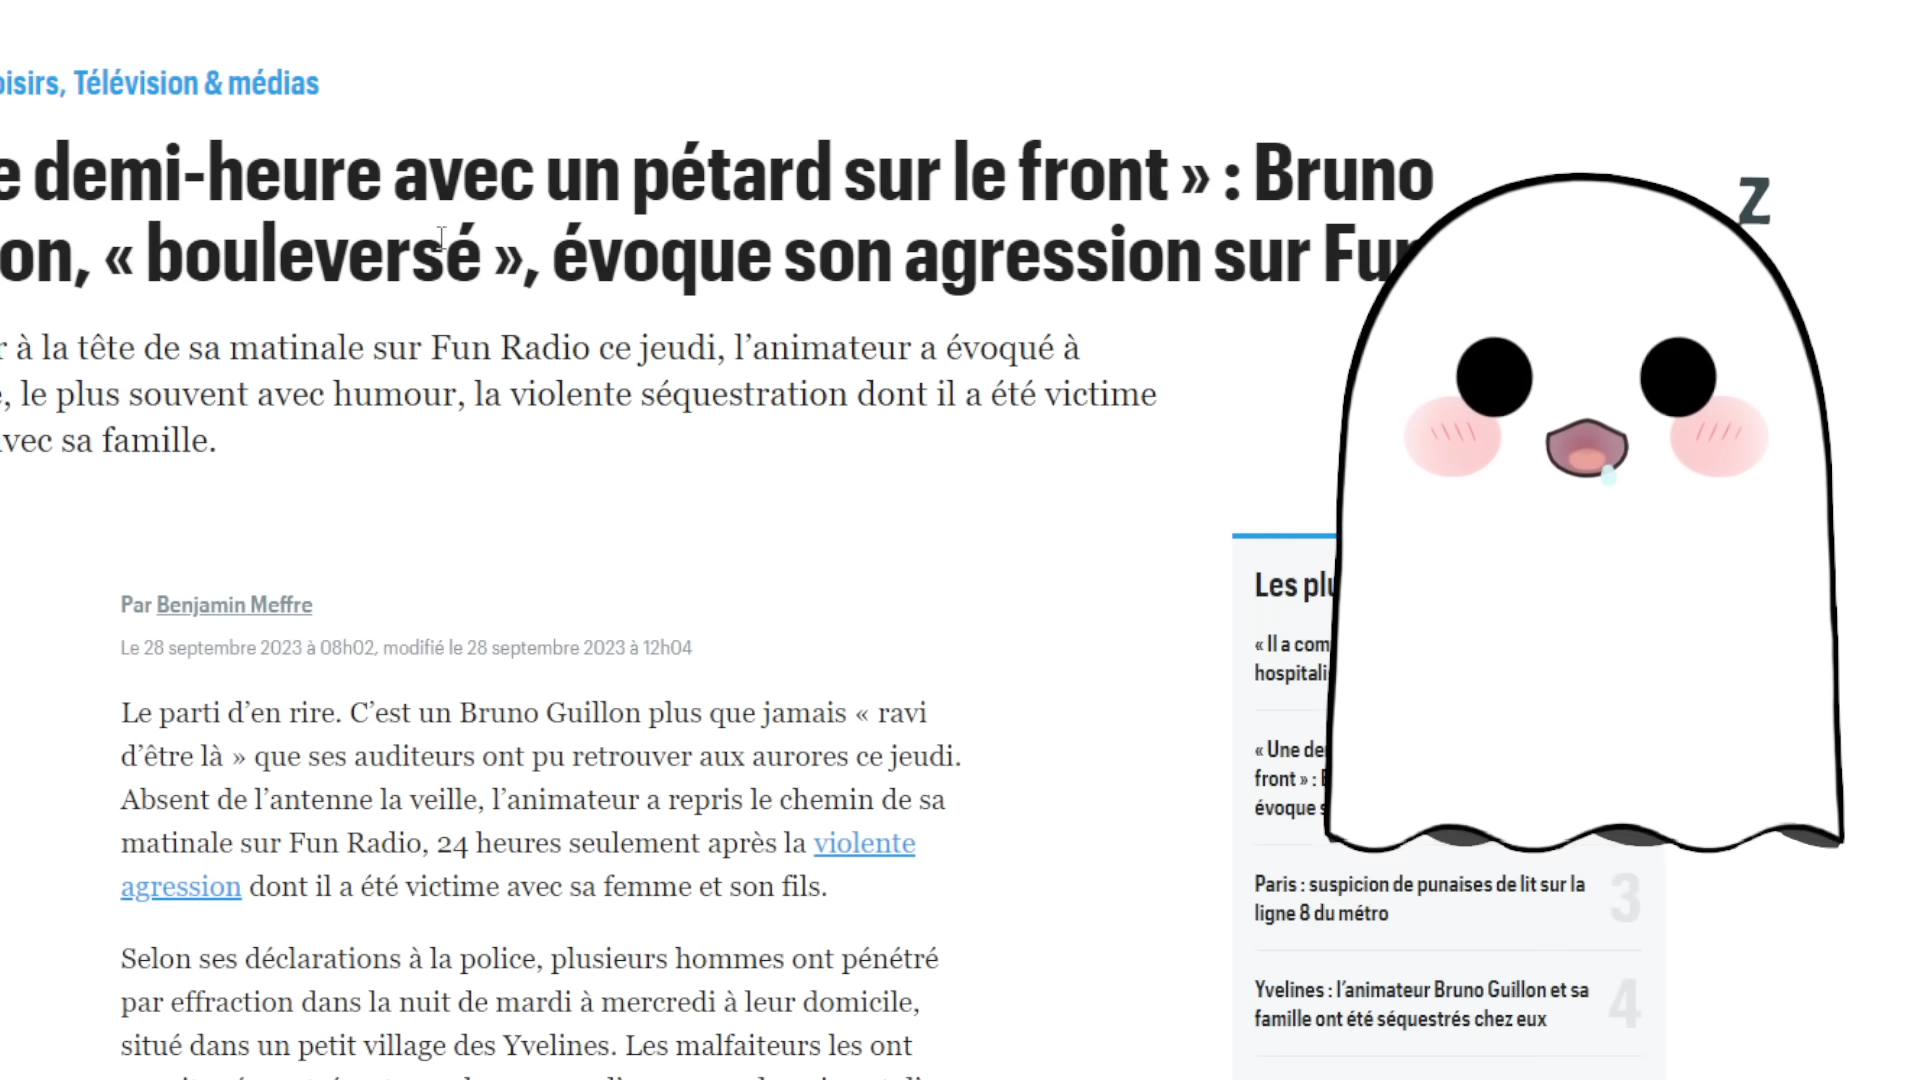 oisirs, Télévision & médias
e demi-heure avec un pétard sur le front » : Bruno
on, « bouleversé », évoque son agression sur Fun
r à la tête de sa matinale sur Fun Radio ce jeudi, l’animateur a évoqué à
, le plus souvent avec humour, la violente séquestration dont il a été victime
vec sa famille.
Par Benjamin Meffre
Le 28 septembre 2023 à 08h02, modifié le 28 septembre 2023 à 12h04
Le parti d’en rire. C’est un Bruno Guillon plus que jamais « ravi
d’être là » que ses auditeurs ont pu retrouver aux aurores ce jeudi.
Absent de l’antenne la veille, l’animateur a repris le chemin de sa
matinale sur Fun Radio, 24 heures seulement après la violente
agression dont il a été victime avec sa femme et son fils.
Selon ses déclarations à la police, plusieurs hommes ont pénétré
par effraction dans la nuit de mardi à mercredi à leur domicile,
situé dans un petit village des Yvelines. Les malfaiteurs les ont
Z
Les plu
« Il a com
hospitali
« Une de
front » :
évoque s
Paris : suspicion de punaises de lit sur la
ligne 8 du métro
3
Yvelines : l’animateur Bruno Guillon et sa
famille ont été séquestrés chez eux
4